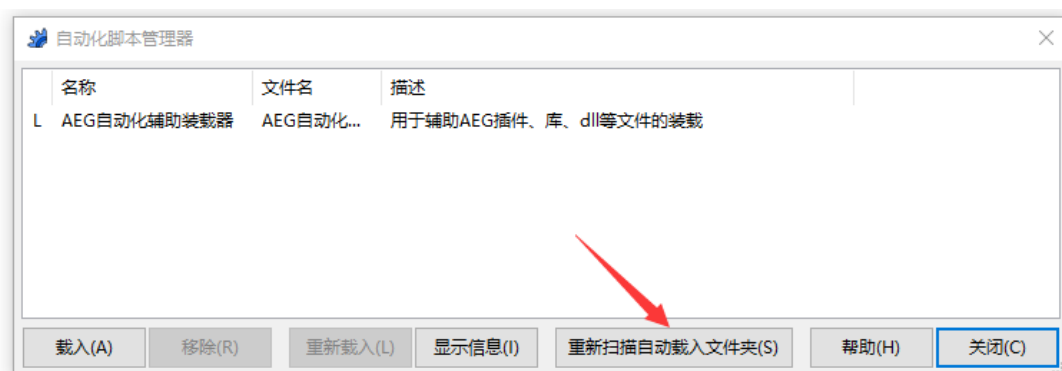 自动化脚本管理器
名称 文件名 描述
L AEG自动化辅助装载器 AEG自动化... 用于辅助AEG插件、库、dll等文件的装载
载入(A) 移除(R) 重新载入(L) 显示信息(I) 重新扫描自动载入文件夹(S) 帮助(H) 关闭(C)